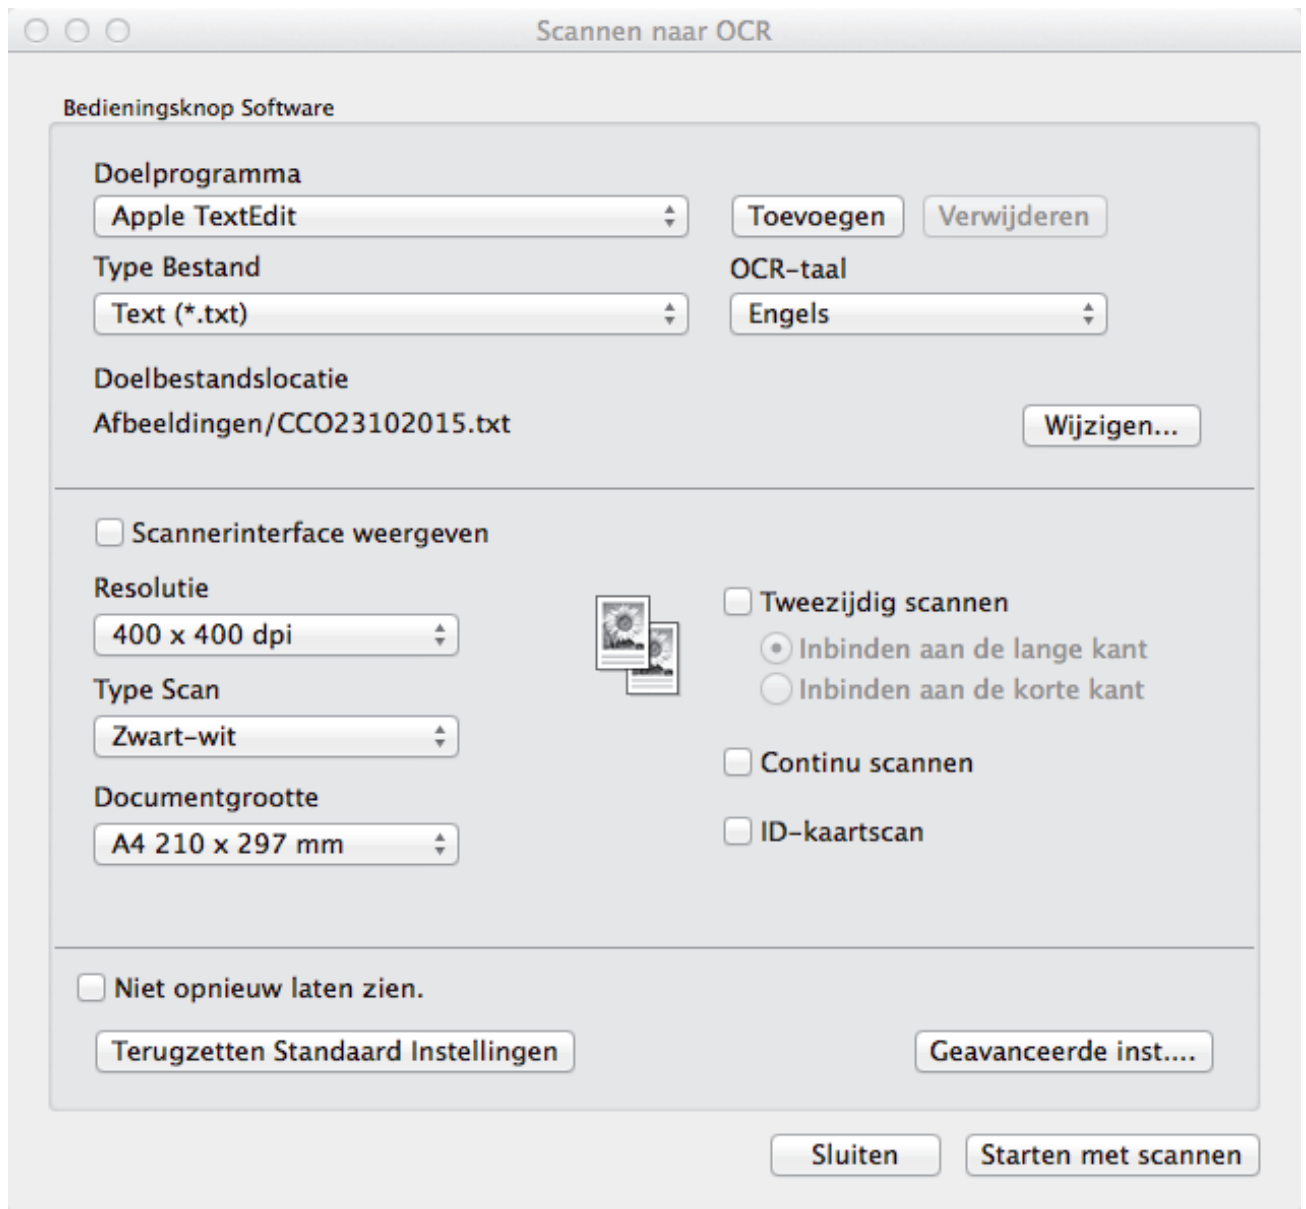 Scannen naar OCR
Bedieningsknop Software
Doelprogramma
Apple TextEdit
Toevoegen
Verwijderen
Type Bestand
OCR-taal
Text (*.txt)
Engels
Doelbestandslocatie
Afbeeldingen/CCO23102015.txt
Wijzigen...
Scannerinterface weergeven
Resolutie
400 x 400 dpi
Type Scan
Zwart-wit
Documentgrootte
A4 210 x 297 mm
Tweezijdig scannen
Inbinden aan de lange kant
Inbinden aan de korte kant
Continu scannen
ID-kaartscan
Niet opnieuw laten zien.
Terugzetten Standaard Instellingen
Geavanceerde inst....
Sluiten
Starten met scannen